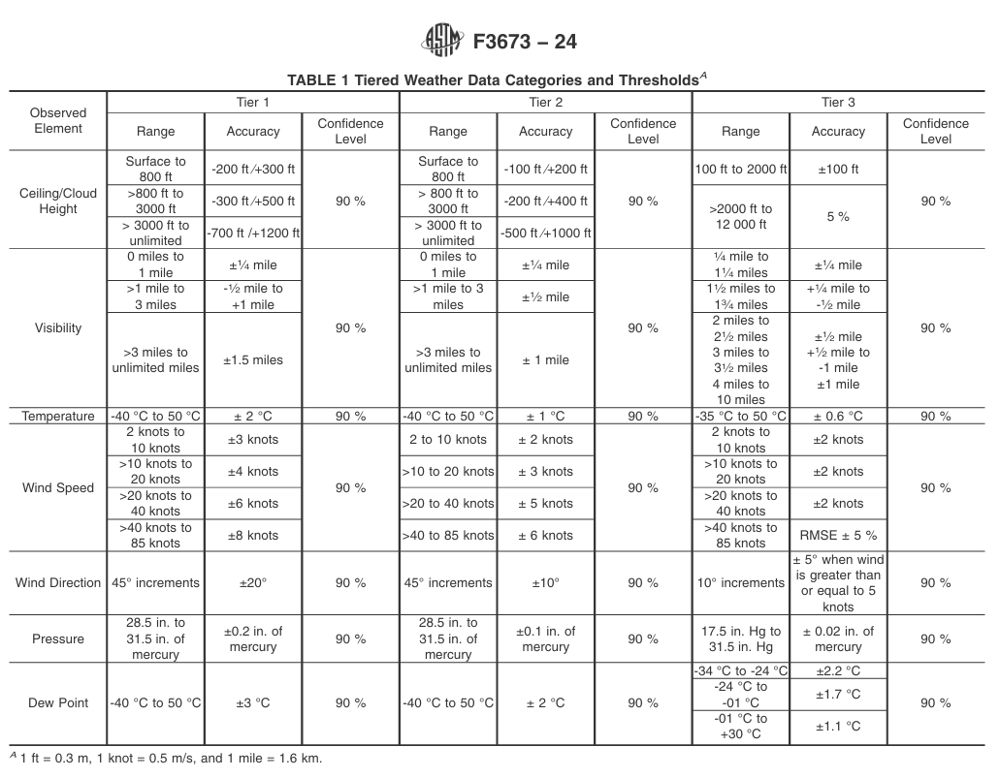 ASTM F3673 – 24
TABLE 1 Tiered Weather Data Categories and Thresholds^A
Observed Element | Tier 1 | Tier 2 | Tier 3
Range | Accuracy | Confidence Level | Range | Accuracy | Confidence Level | Range | Accuracy | Confidence Level
Ceiling/Cloud Height | Surface to 800 ft | -200 ft ⁄+300 ft | 90 % | Surface to 800 ft | -100 ft ⁄+200 ft | 90 % | 100 ft to 2000 ft | ±100 ft | 90 %
>800 ft to 3000 ft | -300 ft ⁄+500 ft | > 800 ft to 3000 ft | -200 ft ⁄+400 ft | >2000 ft to 12 000 ft | 5 %
> 3000 ft to unlimited | -700 ft /+1200 ft | > 3000 ft to unlimited | -500 ft ⁄+1000 ft
Visibility | 0 miles to 1 mile | ±¼ mile | 90 % | 0 miles to 1 mile | ±¼ mile | 90 % | ¼ mile to 1¼ miles | ±¼ mile | 90 %
>1 mile to 3 miles | -½ mile to +1 mile | >1 mile to 3 miles | ±½ mile | 1½ miles to 1¾ miles | +¼ mile to -½ mile
>3 miles to unlimited miles | ±1.5 miles | >3 miles to unlimited miles | ± 1 mile | 2 miles to 2½ miles | ±½ mile
3 miles to 3½ miles | +½ mile to -1 mile
4 miles to 10 miles | ±1 mile
Temperature | -40 °C to 50 °C | ± 2 °C | 90 % | -40 °C to 50 °C | ± 1 °C | 90 % | -35 °C to 50 °C | ± 0.6 °C | 90 %
Wind Speed | 2 knots to 10 knots | ±3 knots | 90 % | 2 to 10 knots | ± 2 knots | 90 % | 2 knots to 10 knots | ±2 knots | 90 %
>10 knots to 20 knots | ±4 knots | >10 to 20 knots | ± 3 knots | >10 knots to 20 knots | ±2 knots
>20 knots to 40 knots | ±6 knots | >20 to 40 knots | ± 5 knots | >20 knots to 40 knots | ±2 knots
>40 knots to 85 knots | ±8 knots | >40 to 85 knots | ± 6 knots | >40 knots to 85 knots | RMSE ± 5 %
Wind Direction | 45° increments | ±20° | 90 % | 45° increments | ±10° | 90 % | 10° increments | ± 5° when wind is greater than or equal to 5 knots | 90 %
Pressure | 28.5 in. to 31.5 in. of mercury | ±0.2 in. of mercury | 90 % | 28.5 in. to 31.5 in. of mercury | ±0.1 in. of mercury | 90 % | 17.5 in. Hg to 31.5 in. Hg | ± 0.02 in. of mercury | 90 %
Dew Point | -40 °C to 50 °C | ±3 °C | 90 % | -40 °C to 50 °C | ± 2 °C | 90 % | -34 °C to -24 °C | ±2.2 °C | 90 %
-24 °C to -01 °C | ±1.7 °C
-01 °C to +30 °C | ±1.1 °C
^A 1 ft = 0.3 m, 1 knot = 0.5 m/s, and 1 mile = 1.6 km.